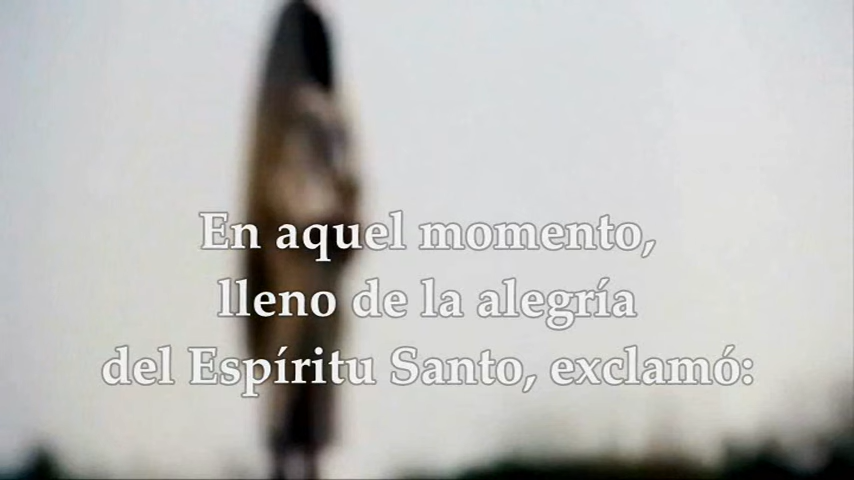 En aquel momento,
lleno de la alegría
del Espíritu Santo, exclamó: